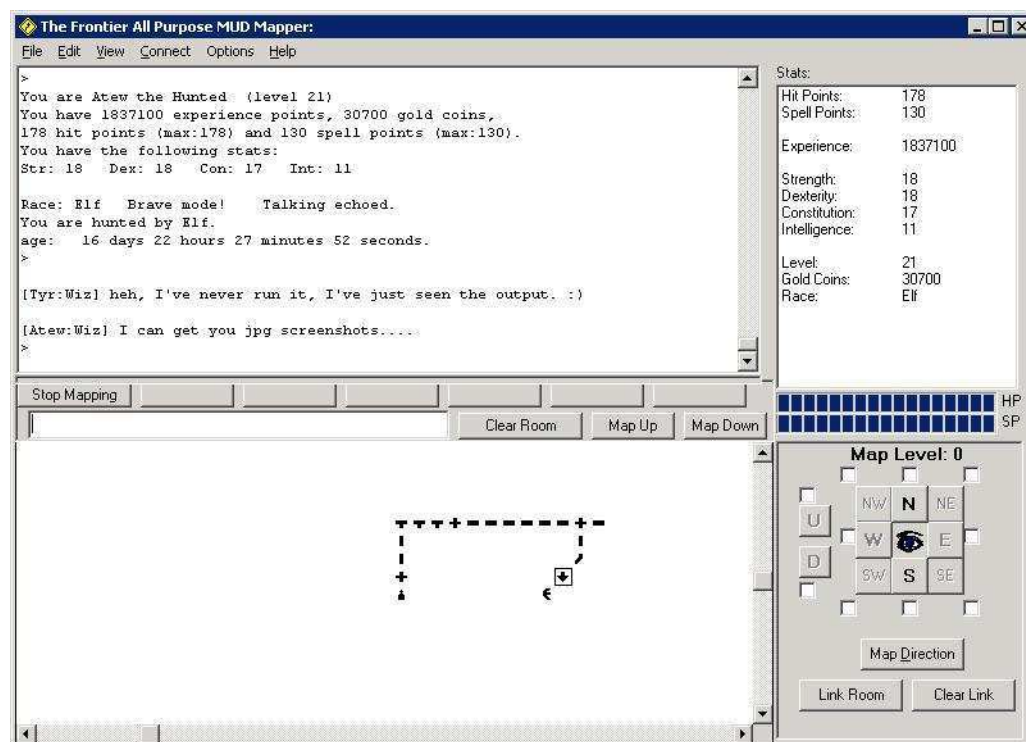 The Frontier All Purpose MUD Mapper:
File Edit View Connect Options Help
>
You are Atew the Hunted (level 21)
You have 1837100 experience points, 30700 gold coins,
178 hit points (max:178) and 130 spell points (max:130).
You have the following stats:
Str: 18 Dex: 18 Con: 17 Int: 11
Race: Elf Brave mode! Talking echoed.
You are hunted by Elf.
age: 16 days 22 hours 27 minutes 52 seconds.
>
[Tyr:Wiz] heh, I've never run it, I've just seen the output. :)
[Atew:Wiz] I can get you jpg screenshots....
>
Stats:
Hit Points: 178
Spell Points: 130
Experience: 1837100
Strength: 18
Dexterity: 18
Constitution: 17
Intelligence: 11
Level: 21
Gold Coins: 30700
Race: Elf
HP
SP
Stop Mapping
Clear Room Map Up Map Down
Map Level: 0
U NW N NE
W E
D SW S SE
Map Direction
Link Room Clear Link